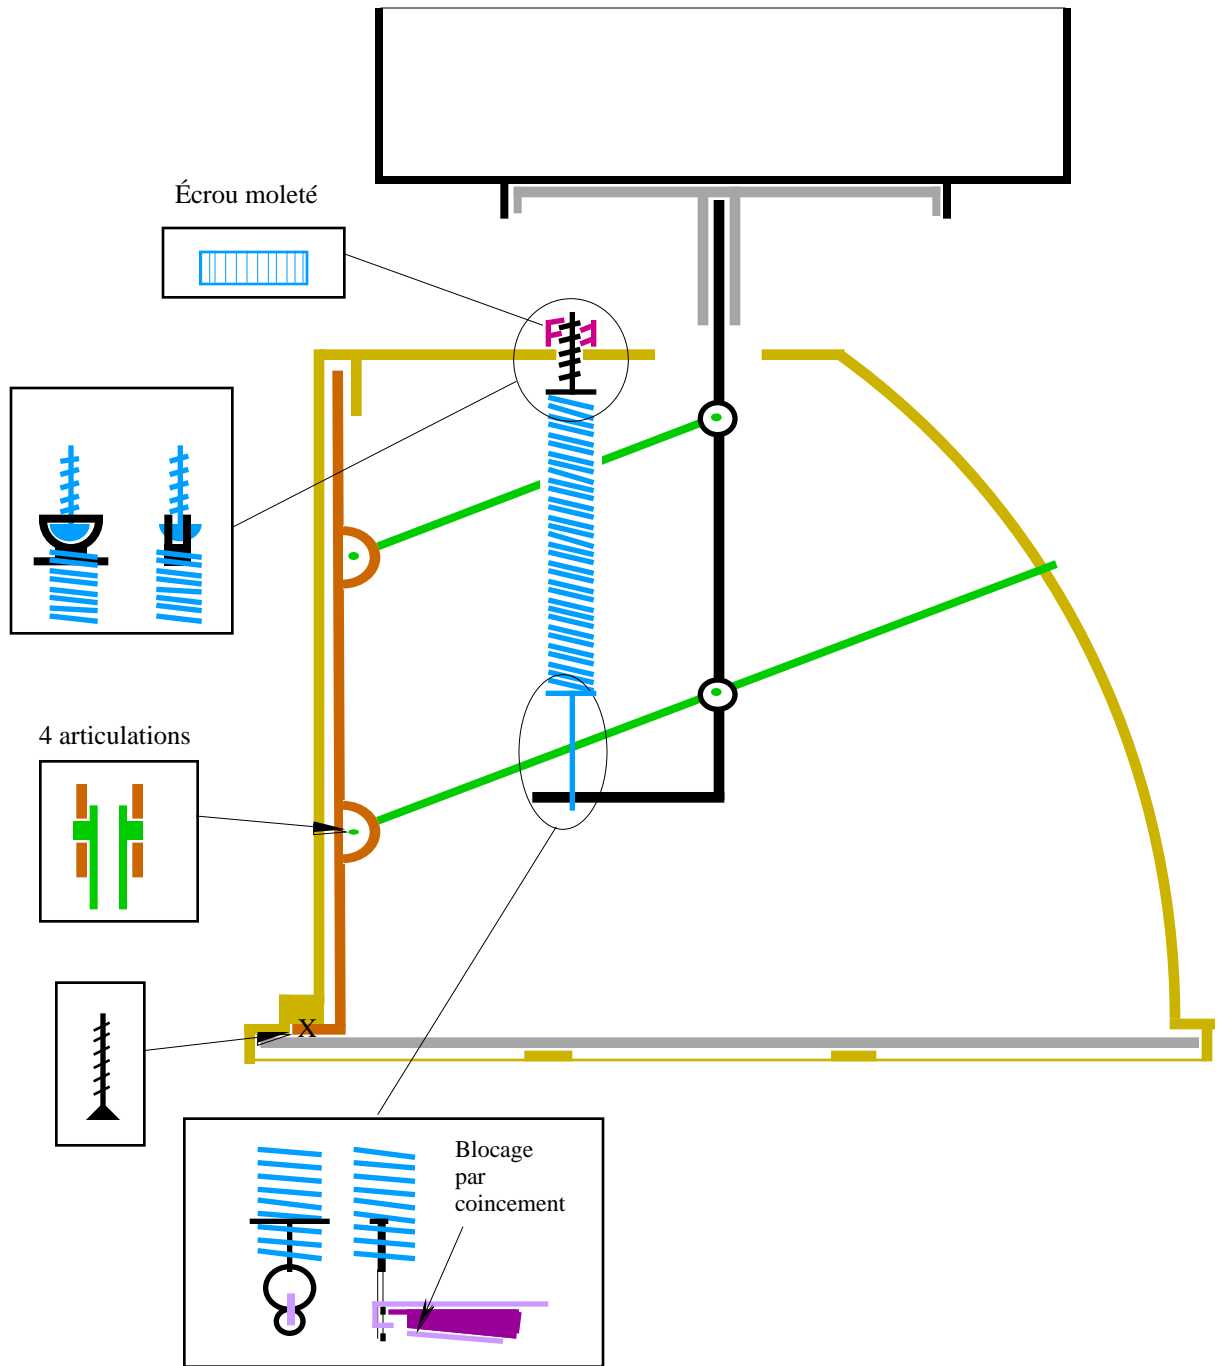 Écrou moleté
4 articulations
X
Blocage
par
coincement